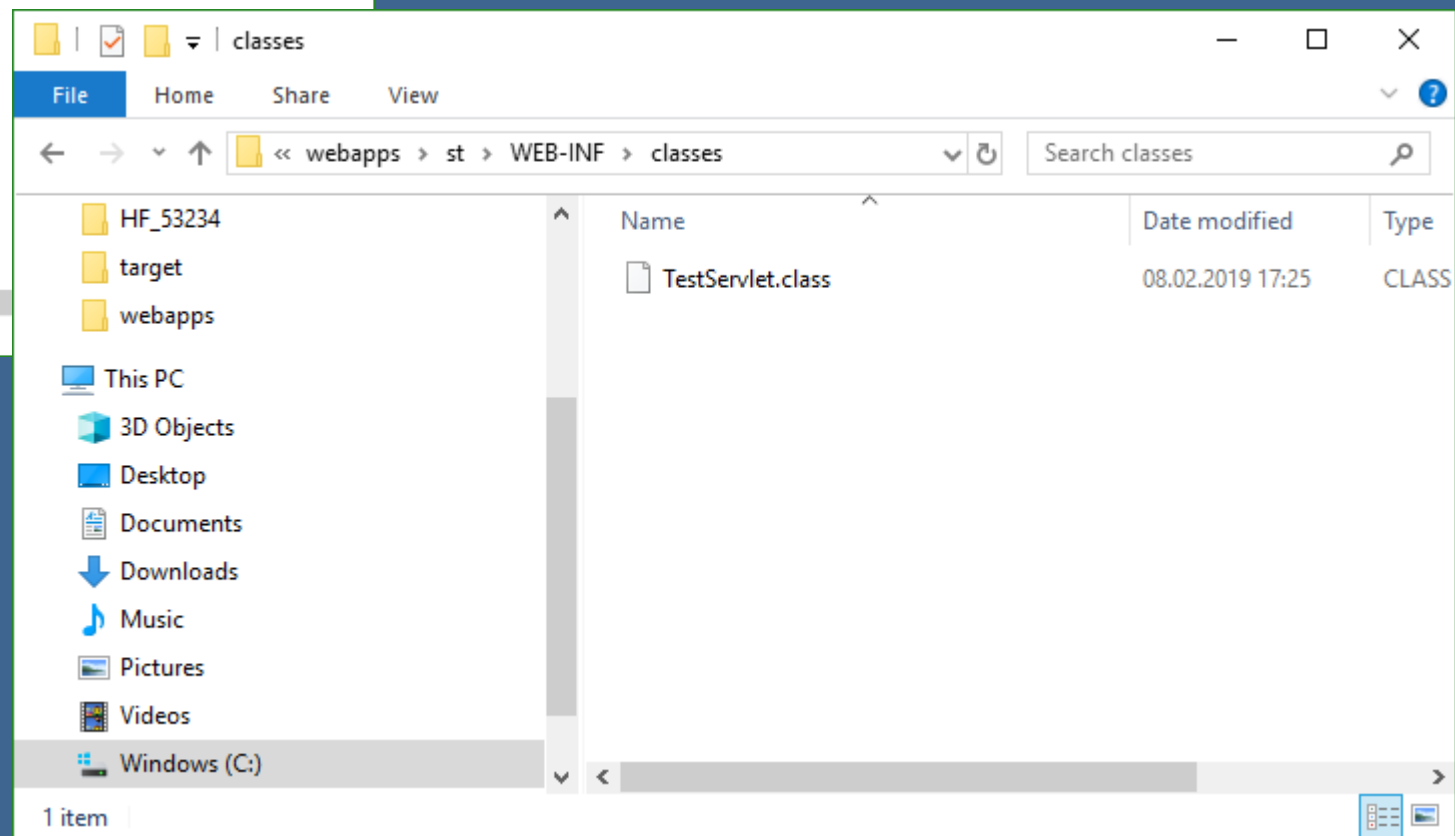 classes
File Home Share View
« webapps › st › WEB-INF › classes Search classes
HF_53234
target
webapps
This PC
3D Objects
Desktop
Documents
Downloads
Music
Pictures
Videos
Windows (C:)
Name Date modified Type
TestServlet.class 08.02.2019 17:25 CLASS
1 item